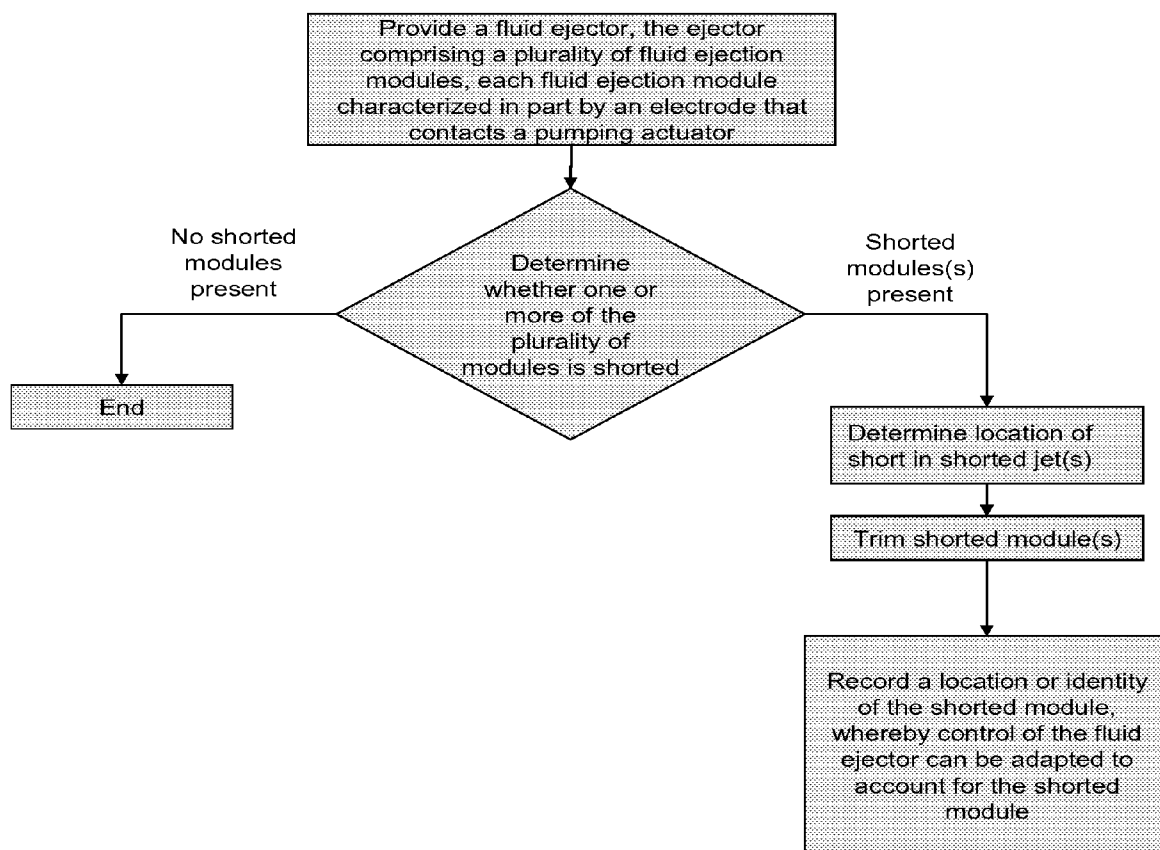 Provide a fluid ejector, the ejector
comprising a plurality of fluid ejection
modules, each fluid ejection module
characterized in part by an electrode that
contacts a pumping actuator
No shorted
modules
present
Determine
whether one or
more of the
plurality of
modules is shorted
Shorted
modules(s)
present
End
Determine location of
short in shorted jet(s)
Trim shorted module(s)
Record a location or identity
of the shorted module,
whereby control of the fluid
ejector can be adapted to
account for the shorted
module